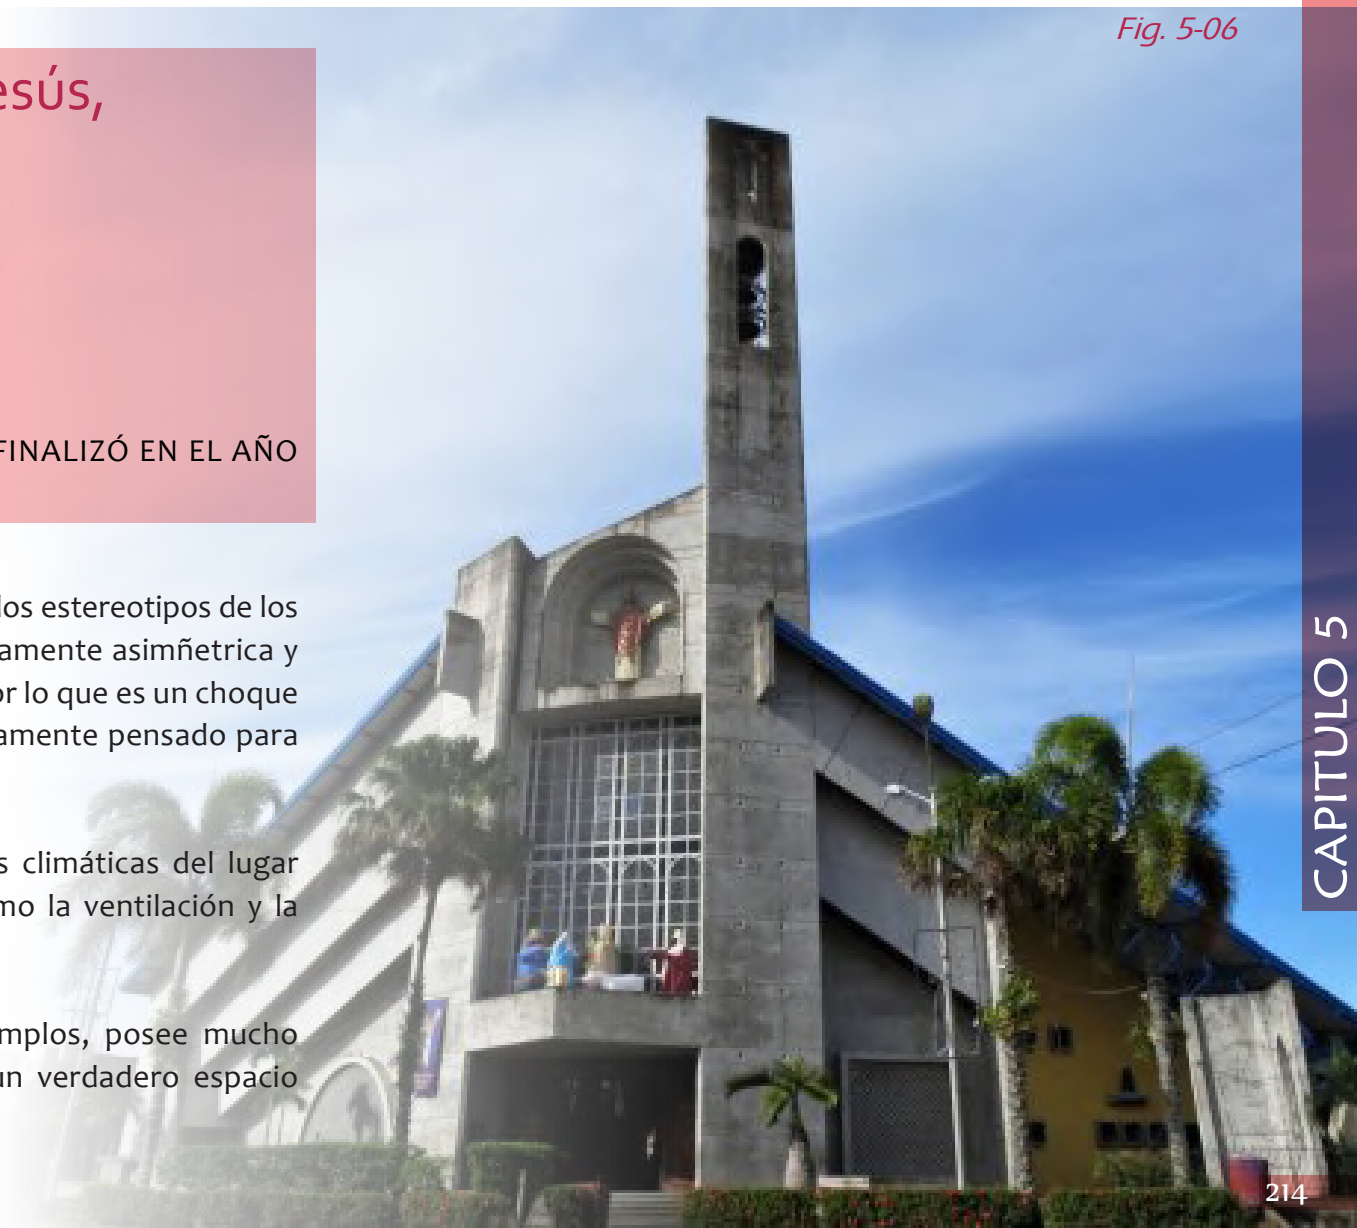 Fig. 5-06
esús,
FINALIZÓ EN EL AÑO
los estereotipos de los
amente asimñetrica y
or lo que es un choque
amente pensado para
s climáticas del lugar
mo la ventilación y la
mplos, posee mucho
un verdadero espacio
CAPITULO 5
214